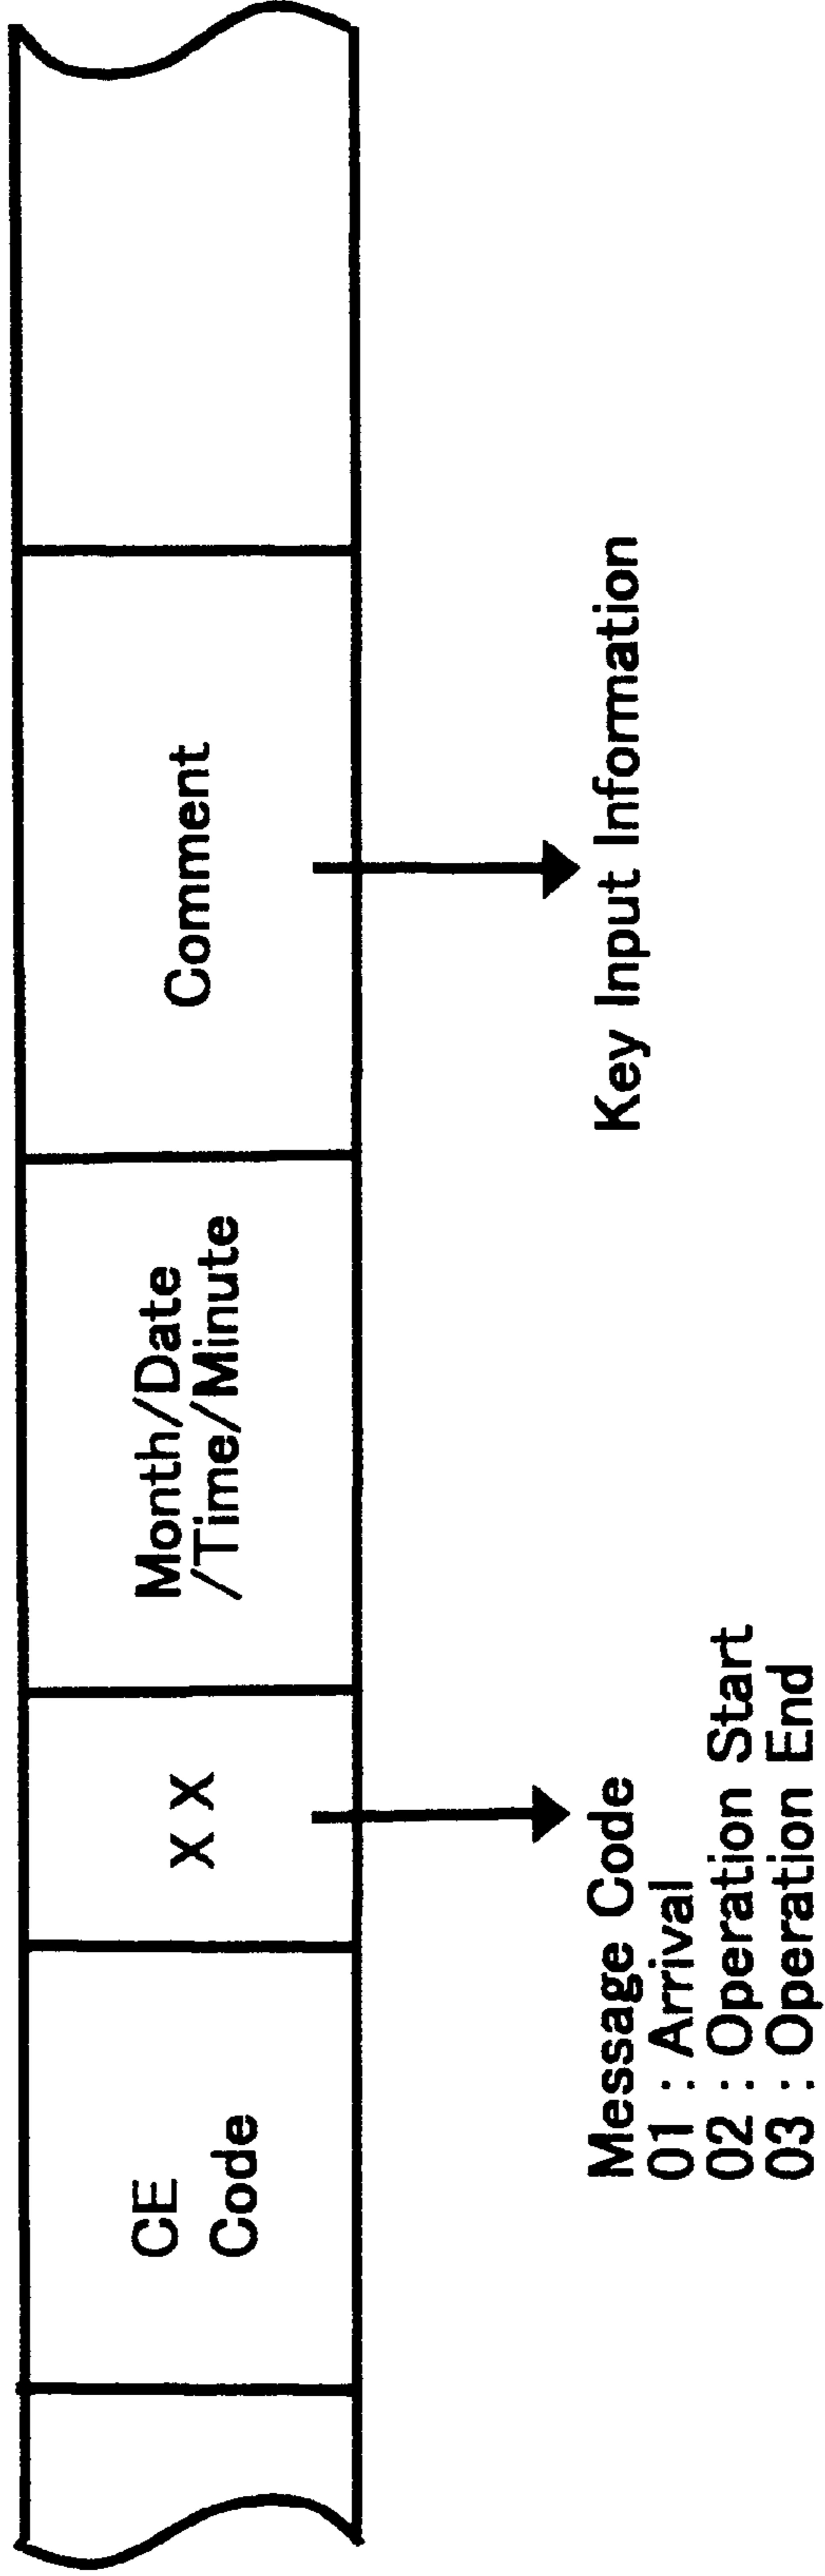 CE
Code
X X
Month/Date
/Time/Minute
Comment
Message Code
01 : Arrival
02 : Operation Start
03 : Operation End
Key Input Information